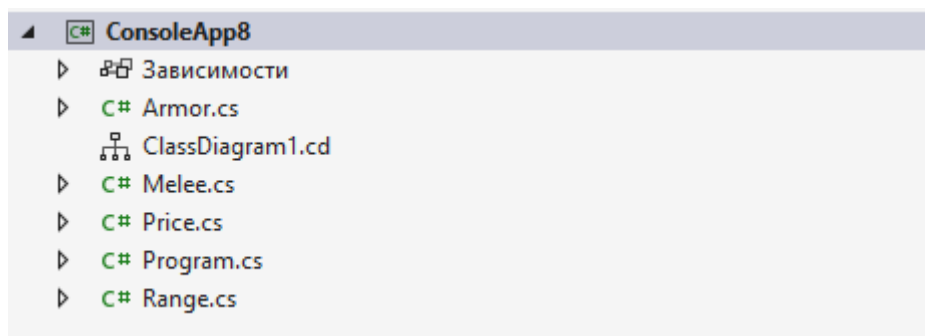 C# ConsoleApp8
Зависимости
C# Armor.cs
ClassDiagram1.cd
C# Melee.cs
C# Price.cs
C# Program.cs
C# Range.cs